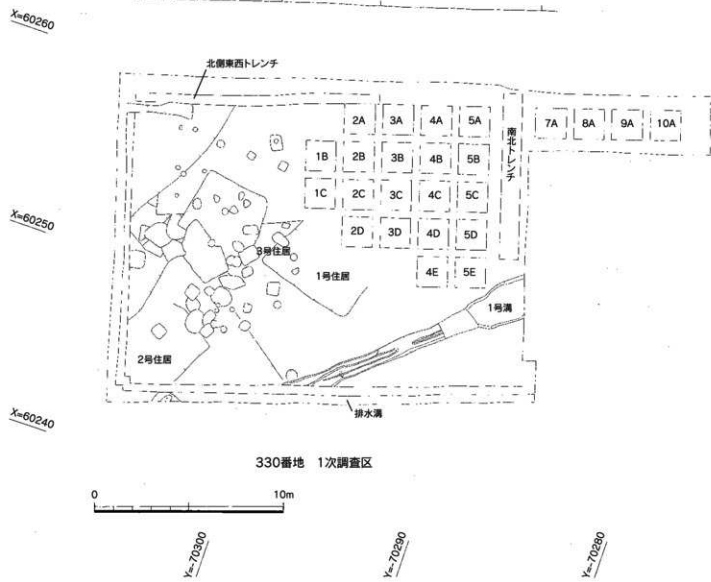 X=60260
北側東西トレンチ
2A 3A 4A 5A
7A 8A 9A 10A
南北トレンチ
1B 2B 3B 4B 5B
1C 2C 3C 4C 5C
X=60250
2D 3D 4D 5D
3号住居
1号住居
4E 5E
1号溝
2号住居
排水溝
X=60240
330番地 1次調査区
0 10m
Y=-70300
Y=-70290
Y=-70280